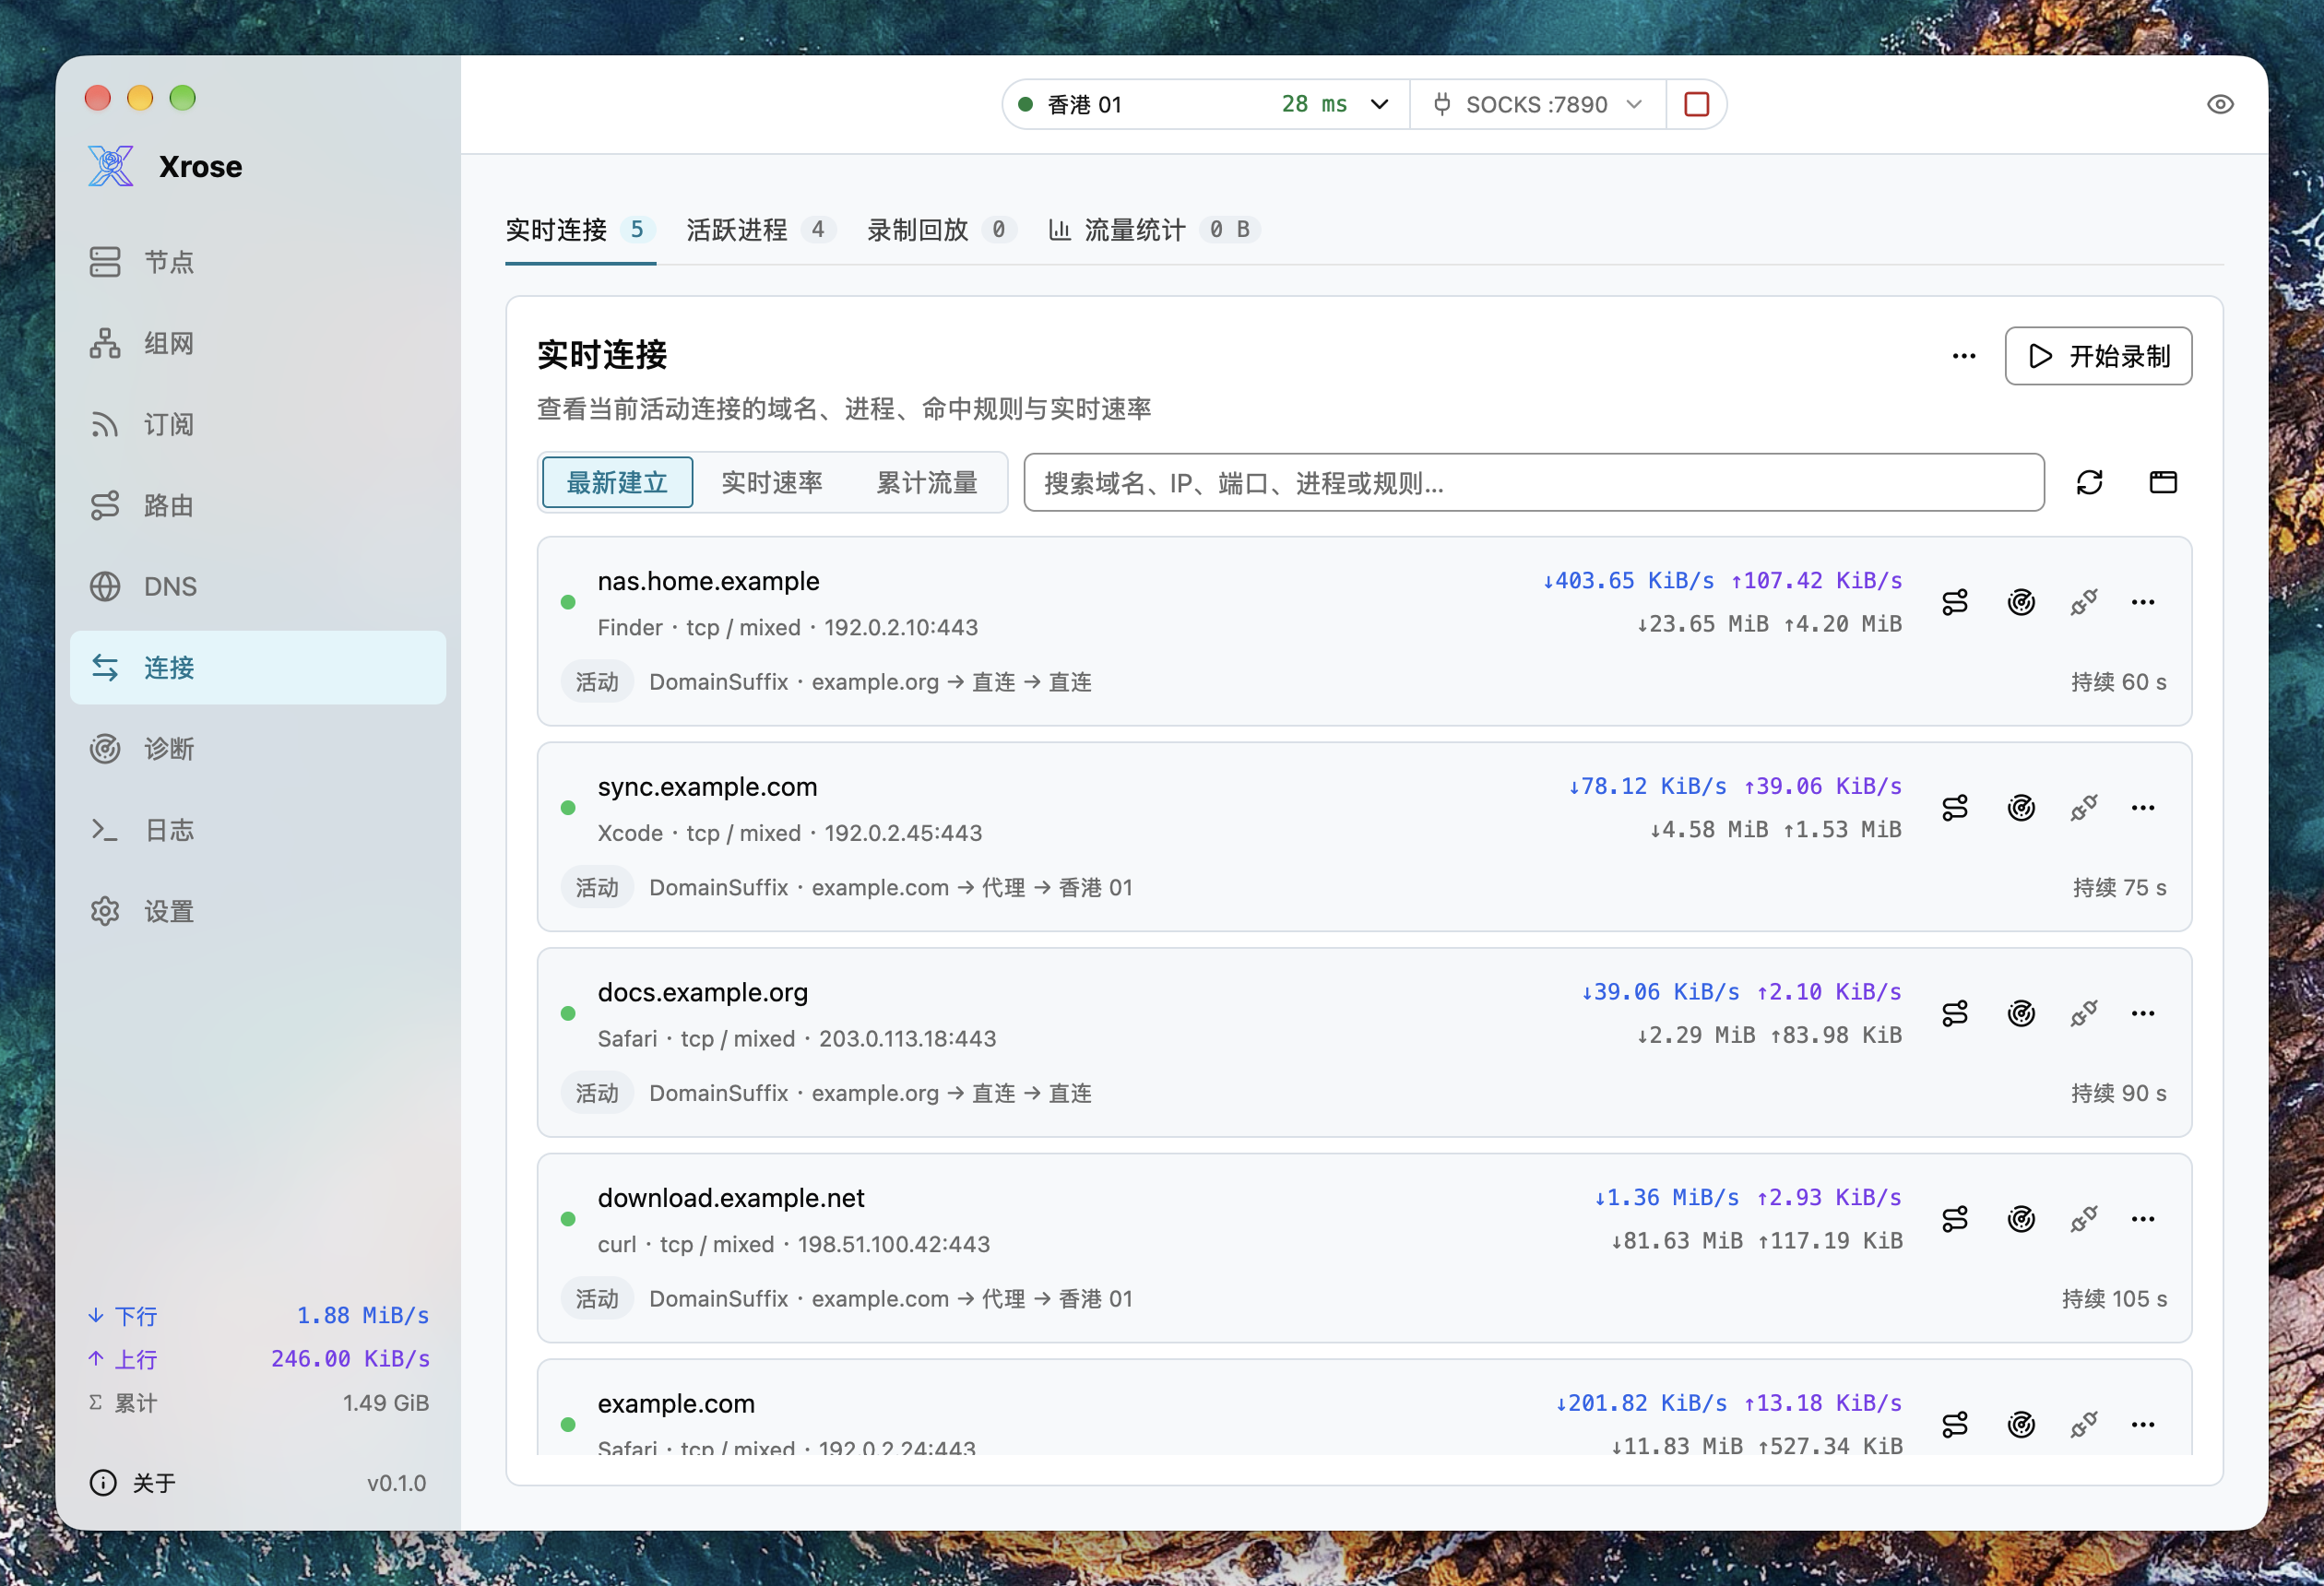 香港 01 28 ms SOCKS :7890
Xrose
节点
组网
订阅
路由
DNS
连接
诊断
日志
设置
↓ 下行 1.88 MiB/s
↑ 上行 246.00 KiB/s
Σ 累计 1.49 GiB
关于 v0.1.0
实时连接 5 活跃进程 4 录制回放 0 流量统计 0 B
实时连接
开始录制
查看当前活动连接的域名、进程、命中规则与实时速率
最新建立 实时速率 累计流量 搜索域名、IP、端口、进程或规则...
nas.home.example ↓403.65 KiB/s ↑107.42 KiB/s
Finder · tcp / mixed · 192.0.2.10:443 ↓23.65 MiB ↑4.20 MiB
活动 DomainSuffix · example.org → 直连 → 直连 持续 60 s
sync.example.com ↓78.12 KiB/s ↑39.06 KiB/s
Xcode · tcp / mixed · 192.0.2.45:443 ↓4.58 MiB ↑1.53 MiB
活动 DomainSuffix · example.com → 代理 → 香港 01 持续 75 s
docs.example.org ↓39.06 KiB/s ↑2.10 KiB/s
Safari · tcp / mixed · 203.0.113.18:443 ↓2.29 MiB ↑83.98 KiB
活动 DomainSuffix · example.org → 直连 → 直连 持续 90 s
download.example.net ↓1.36 MiB/s ↑2.93 KiB/s
curl · tcp / mixed · 198.51.100.42:443 ↓81.63 MiB ↑117.19 KiB
活动 DomainSuffix · example.com → 代理 → 香港 01 持续 105 s
example.com ↓201.82 KiB/s ↑13.18 KiB/s
Safari · tcp / mixed · 192.0.2.24:443 ↓11.83 MiB ↑527.34 KiB